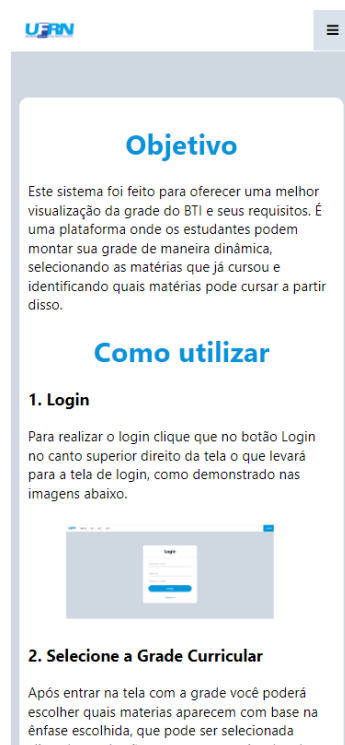 UFRN
Objetivo
Este sistema foi feito para oferecer uma melhor
visualização da grade do BTI e seus requisitos. É
uma plataforma onde os estudantes podem
montar sua grade de maneira dinâmica,
selecionando as matérias que já cursou e
identificando quais matérias pode cursar a partir
disso.
Como utilizar
1. Login
Para realizar o login clique que no botão Login
no canto superior direito da tela o que levará
para a tela de login, como demonstrado nas
imagens abaixo.
Login
2. Selecione a Grade Curricular
Após entrar na tela com a grade você poderá
escolher quais materias aparecem com base na
ênfase escolhida, que pode ser selecionada